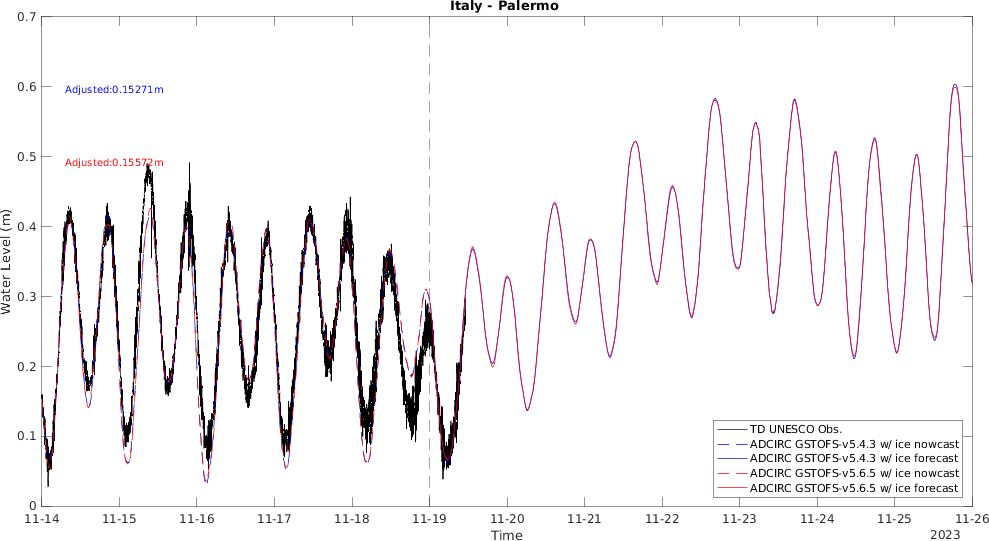 Italy - Palermo
0.7
0.6
0.5
0.4
0.3
0.2
0.1
0
Water Level (m)
Adjusted:0.15271m
Adjusted:0.15572m
TD UNESCO Obs.
ADCIRC GSTOFS-v5.4.3 w/ ice nowcast
ADCIRC GSTOFS-v5.4.3 w/ ice forecast
ADCIRC GSTOFS-v5.6.5 w/ ice nowcast
ADCIRC GSTOFS-v5.6.5 w/ ice forecast
11-14 11-15 11-16 11-17 11-18 11-19 11-20 11-21 11-22 11-23 11-24 11-25 11-26
Time
2023